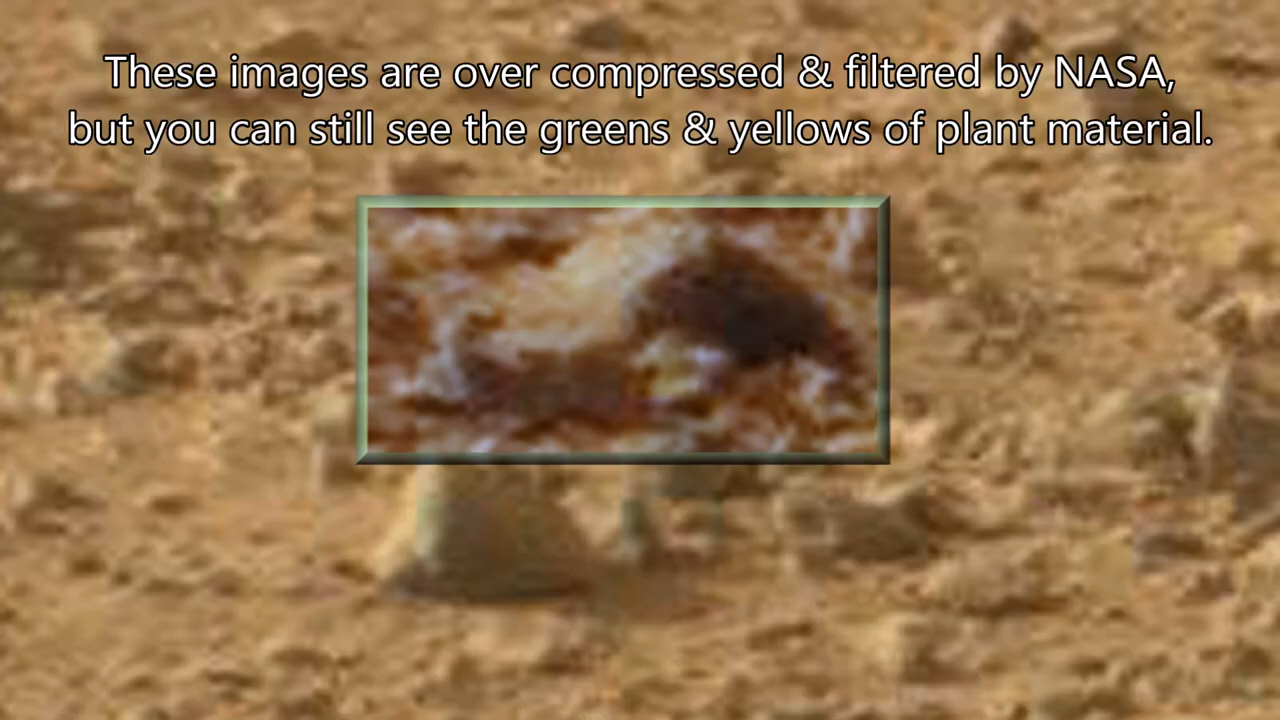 These images are over compressed & filtered by NASA,
but you can still see the greens & yellows of plant material.